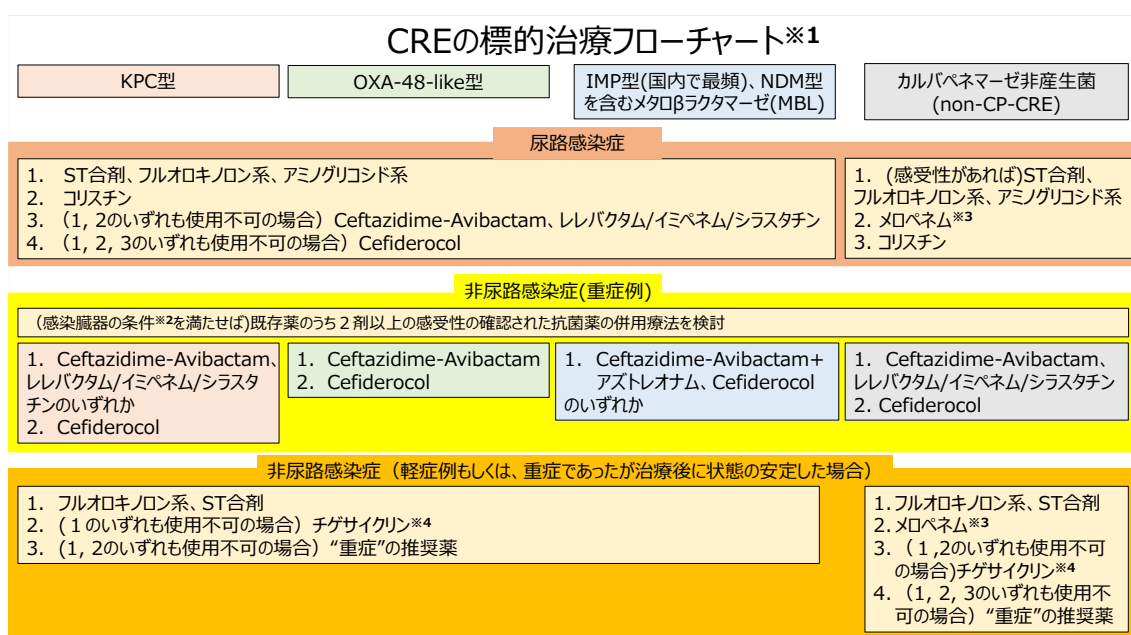 CREの標的治療フローチャート※1
KPC型
OXA-48-like型
IMP型(国内で最頻)、NDM型
を含むメタロβラクタマーゼ(MBL)
カルバペネマーゼ非産生菌
(non-CP-CRE)
尿路感染症
1. ST合剤、フルオロキノロン系、アミノグリコシド系
2. コリスチン
3. (1, 2のいずれも使用不可の場合) Ceftazidime-Avibactam、レレバクタム/イミペネム/シラスタチン
4. (1, 2, 3のいずれも使用不可の場合) Cefiderocol
1. (感受性があれば)ST合剤、
フルオロキノロン系、アミノグリコシド系
2. メロペネム※3
3. コリスチン
非尿路感染症(重症例)
(感染臓器の条件※2を満たせば)既存薬のうち2剤以上の感受性の確認された抗菌薬の併用療法を検討
1. Ceftazidime-Avibactam、
レレバクタム/イミペネム/シラスタ
チンのいずれか
2. Cefiderocol
1. Ceftazidime-Avibactam
2. Cefiderocol
1. Ceftazidime-Avibactam+
アズトレオナム、Cefiderocol
のいずれか
1. Ceftazidime-Avibactam、
レレバクタム/イミペネム/シラスタチン
2. Cefiderocol
非尿路感染症(軽症例もしくは、重症であったが治療後に状態の安定した場合)
1. フルオロキノロン系、ST合剤
2. (1のいずれも使用不可の場合) チゲサイクリン※4
3. (1, 2のいずれも使用不可の場合) “重症”の推奨薬
1. フルオロキノロン系、ST合剤
2. メロペネム※3
3. (1,2のいずれも使用不可
の場合)チゲサイクリン※4
4. (1, 2, 3のいずれも使用不
可の場合) “重症”の推奨薬